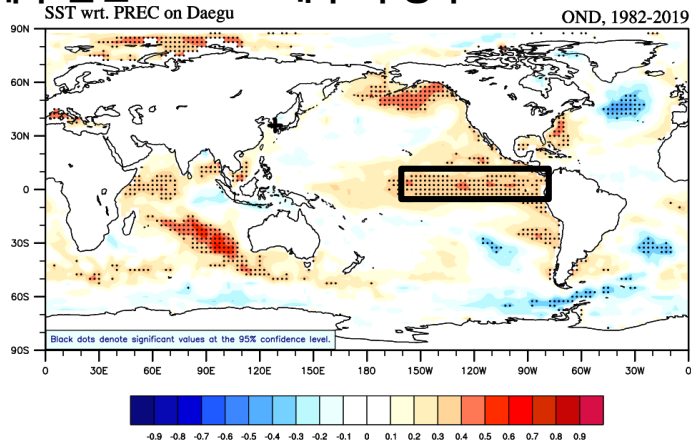 SST wrt. PREC on Daegu
OND, 1982-2019
90N
60N
30N
0
30S
60S
90S
Black dots denote significant values at the 95% confidence level.
0 30E 60E 90E 120E 150E 180 150W 120W 90W 60W 30W 0
-0.9 -0.8 -0.7 -0.6 -0.5 -0.4 -0.3 -0.2 -0.1 0 0.1 0.2 0.3 0.4 0.5 0.6 0.7 0.8 0.9